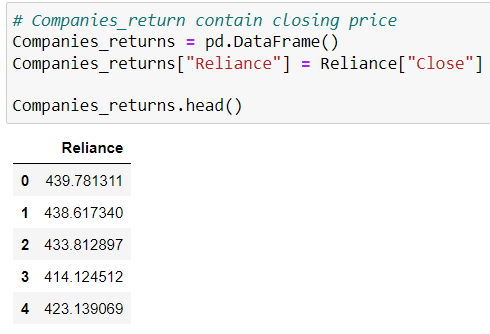 # Companies_return contain closing price
Companies_returns = pd.DataFrame()
Companies_returns["Reliance"] = Reliance["Close"]
Companies_returns.head()
Reliance
0 439.781311
1 438.617340
2 433.812897
3 414.124512
4 423.139069